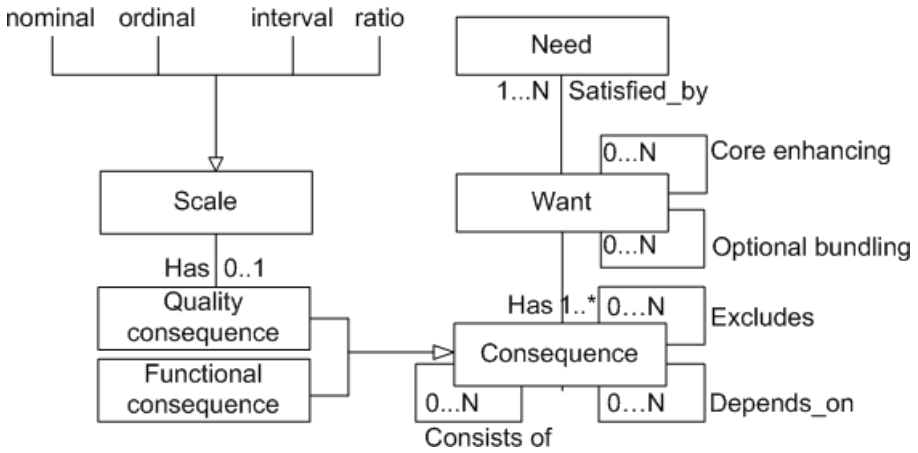 nominal ordinal interval ratio
Need
1...N Satisfied_by
0...N Core enhancing
Scale
Want
0...N Optional bundling
Has 0..1
Quality
consequence
Has 1..* 0...N Excludes
Consequence
Functional
consequence
0...N 0...N Depends_on
Consists of